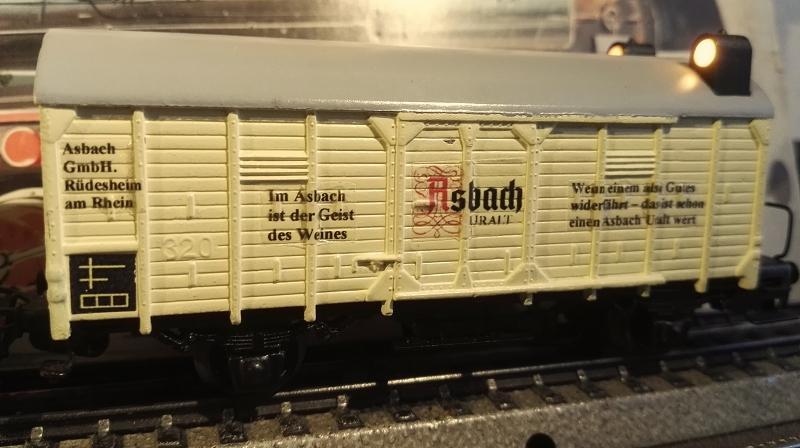 Asbach
GmbH.
Rüdesheim
am Rhein
320
Im Asbach
ist der Geist
des Weines
Asbach
URALT
Wenn einem also Gutes
widerfährt – das ist schon
einen Asbach Uralt wert